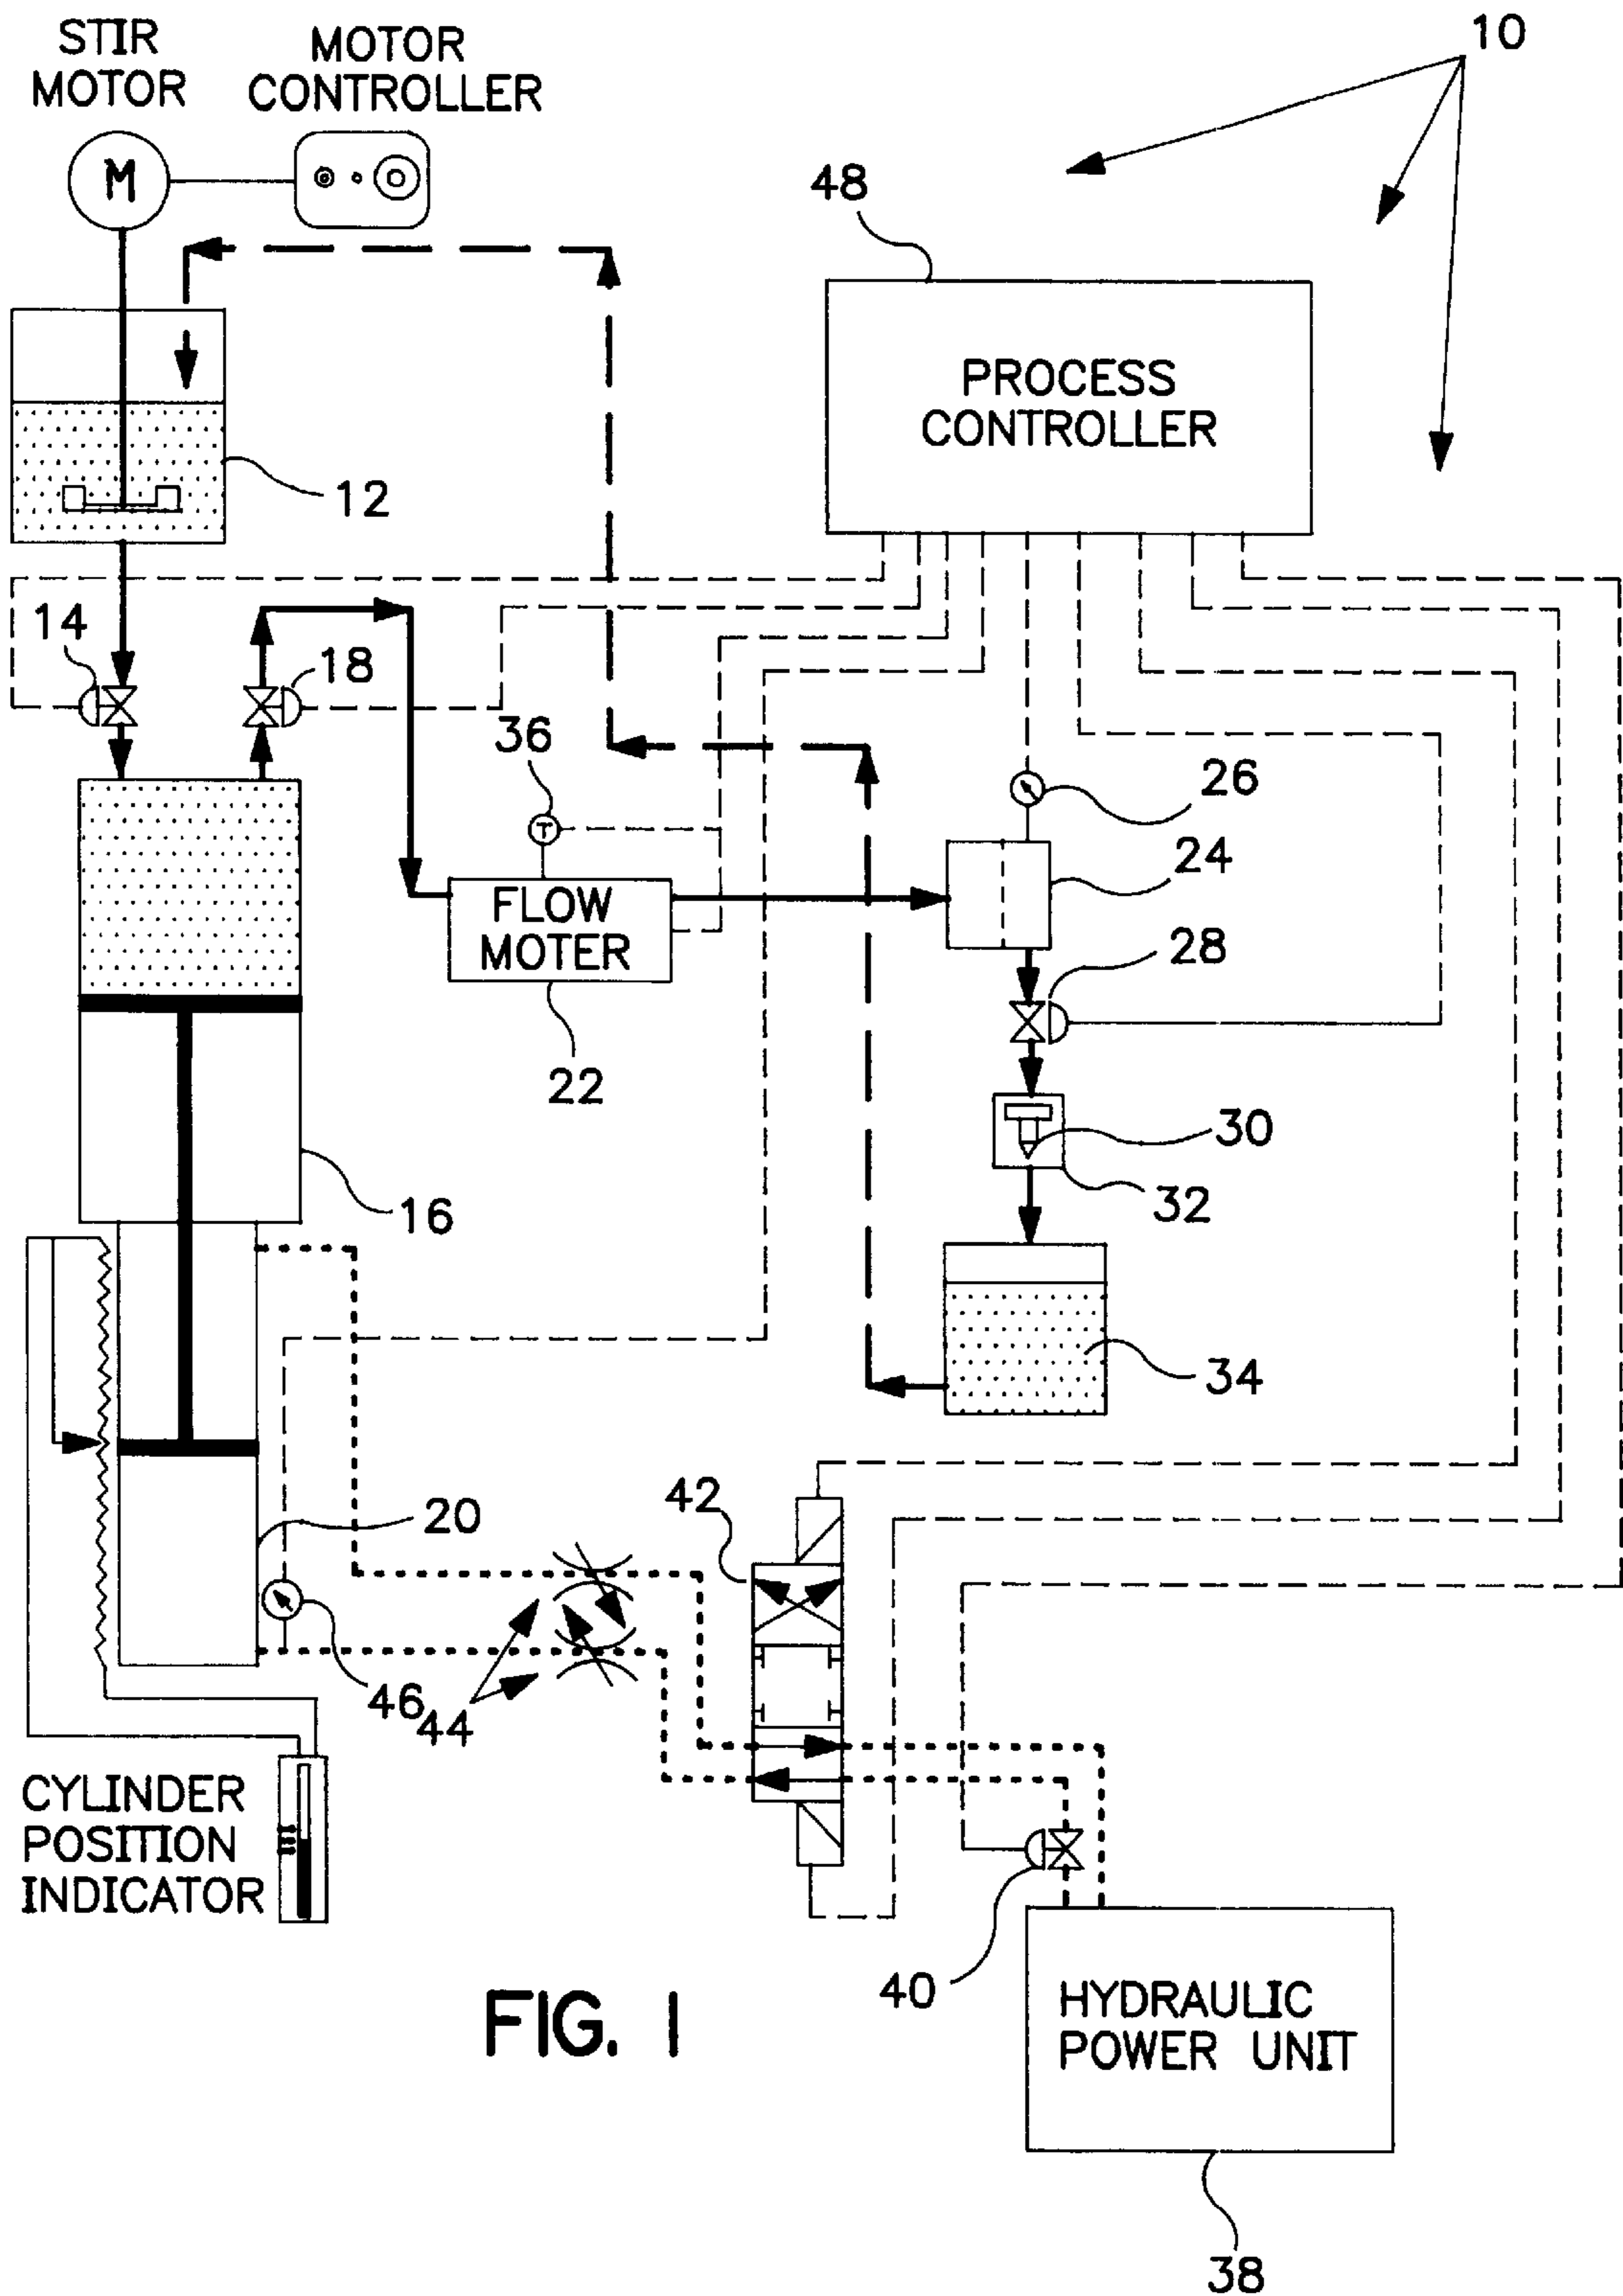 STIR
MOTOR
MOTOR
CONTROLLER
10
M
48
PROCESS
CONTROLLER
12
14
18
36
T
26
24
FLOW
MOTER
28
22
30
32
16
34
42
20
46
44
CYLINDER
POSITION
INDICATOR
40
HYDRAULIC
POWER UNIT
FIG. 1
38